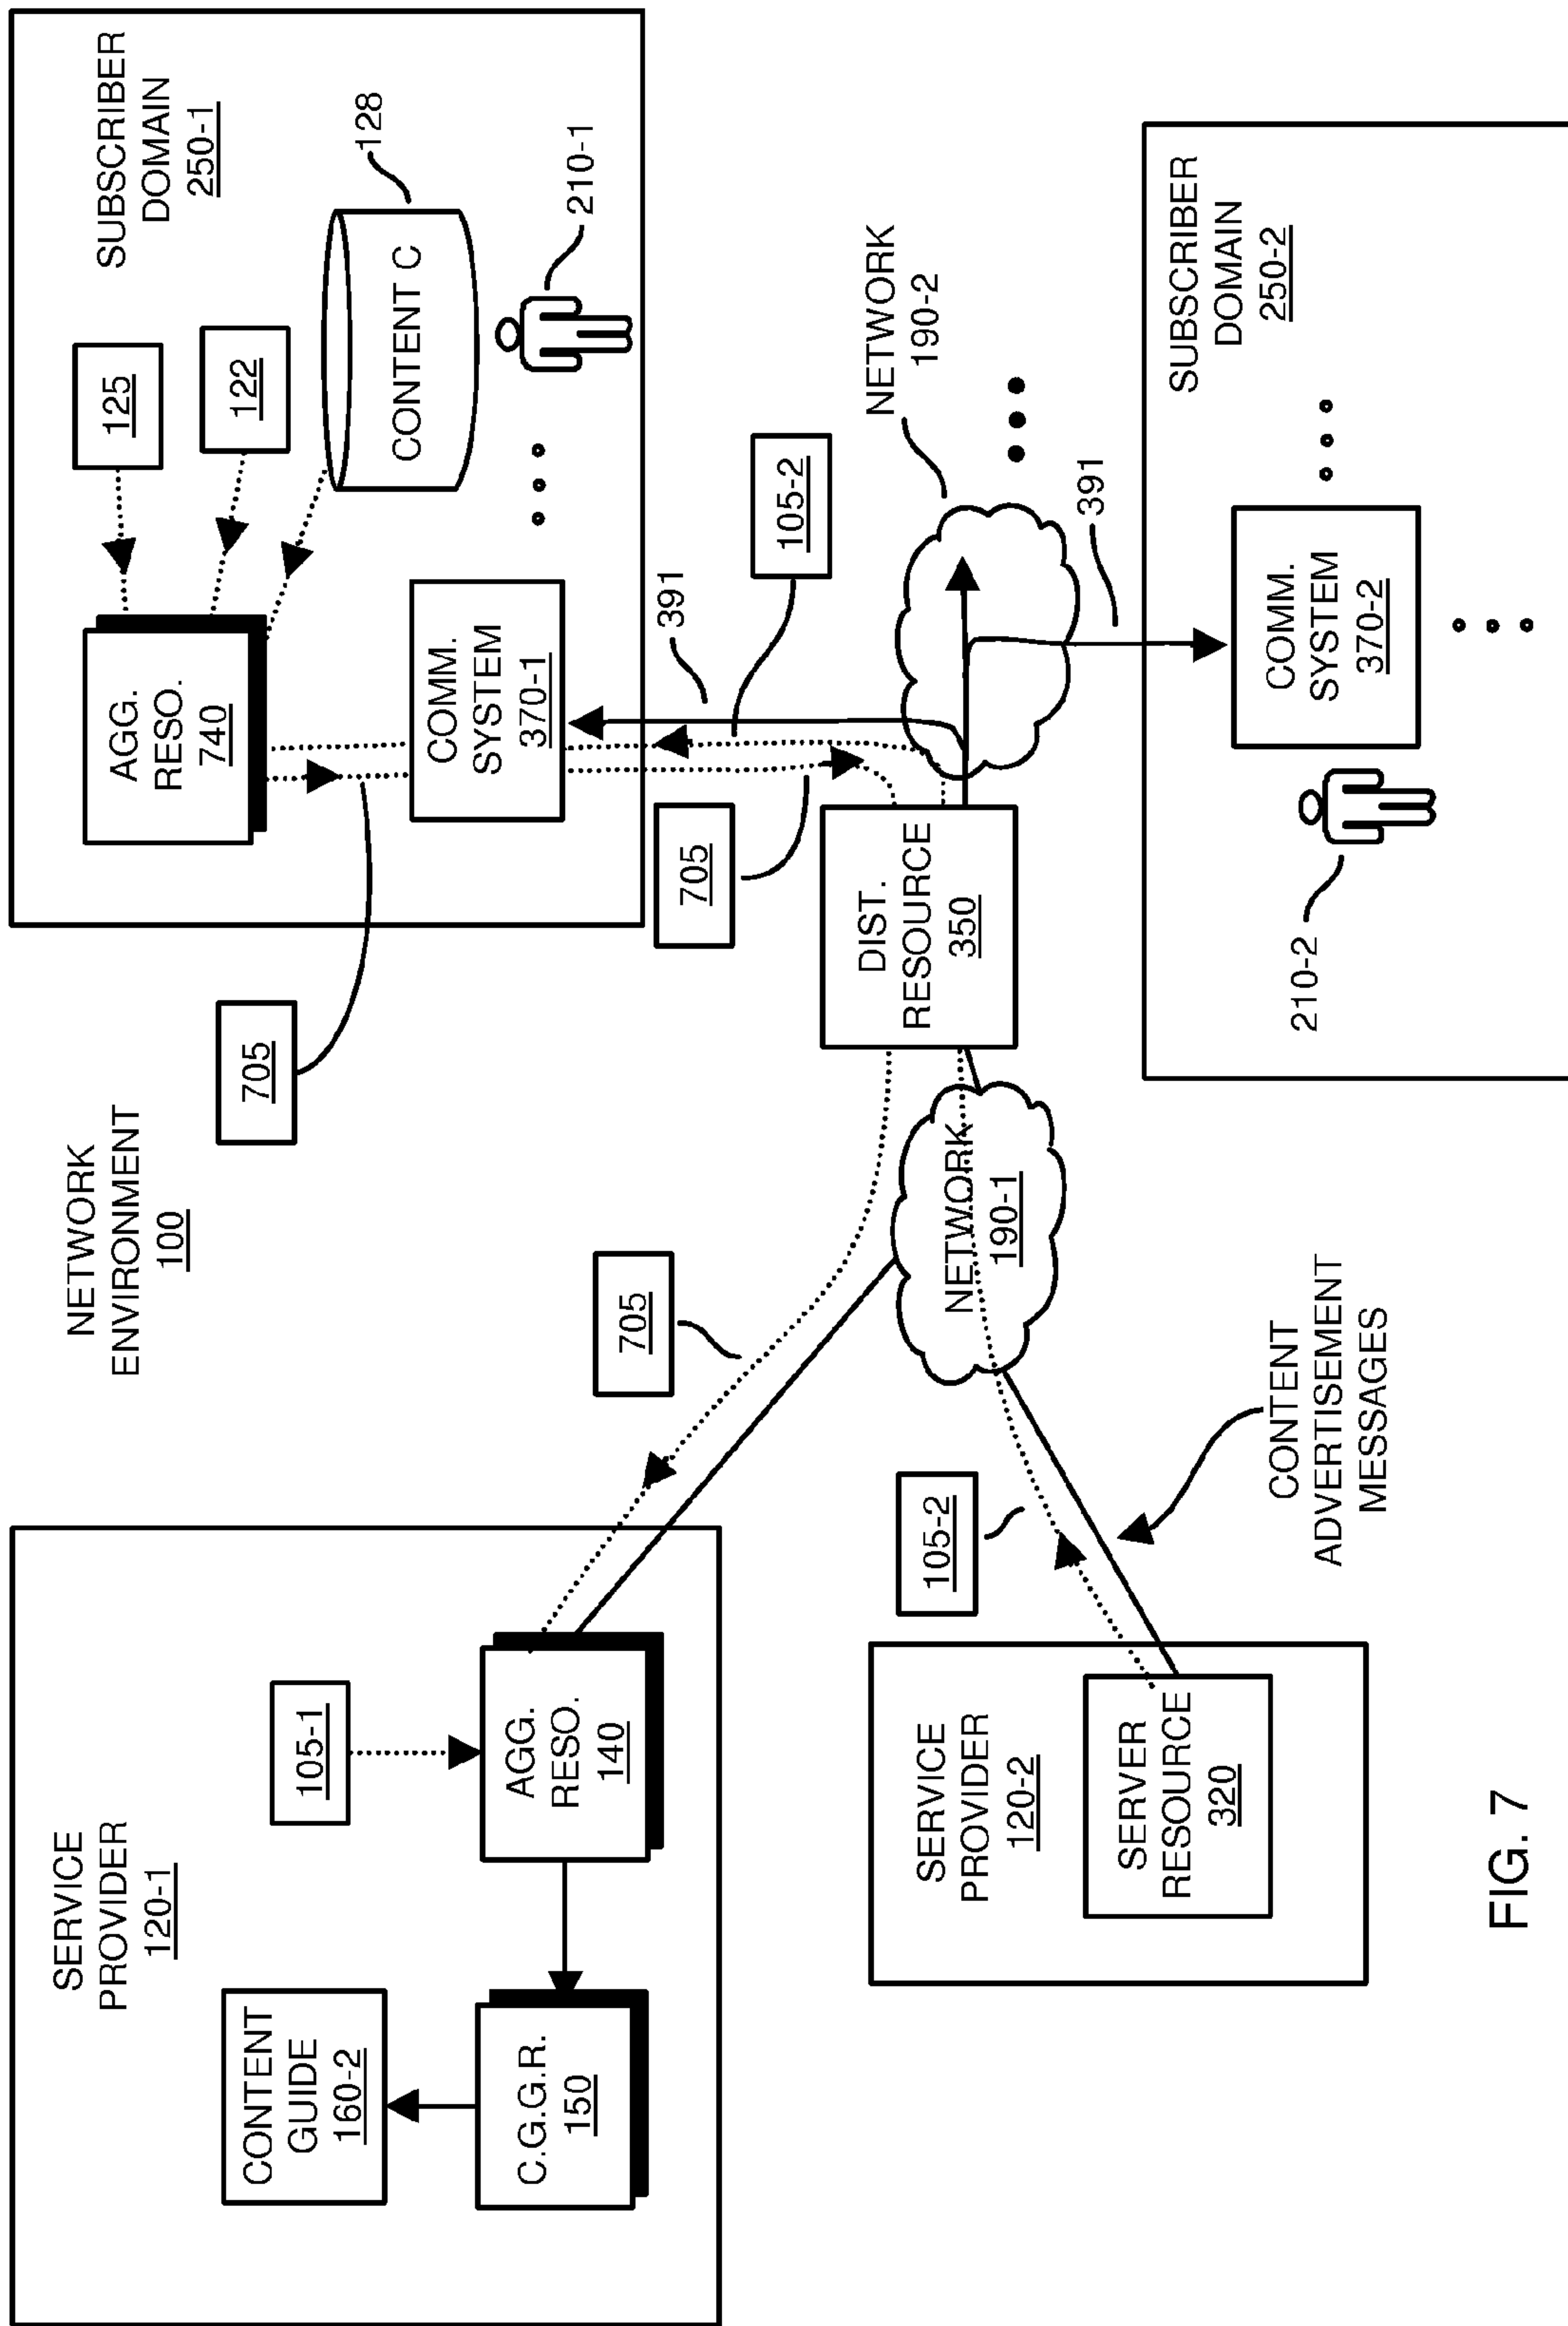 NETWORK
ENVIRONMENT
100
SERVICE
PROVIDER
120-1
CONTENT
GUIDE
160-2
C.G.G.R.
150
105-1
AGG.
RESO.
140
705
705
SUBSCRIBER
DOMAIN
250-1
AGG.
RESO.
740
125
122
CONTENT C
128
210-1
COMM.
SYSTEM
370-1
391
105-2
705
SERVICE
PROVIDER
120-2
SERVER
RESOURCE
320
105-2
CONTENT
ADVERTISEMENT
MESSAGES
NETWORK
190-1
DIST.
RESOURCE
350
NETWORK
190-2
391
SUBSCRIBER
DOMAIN
250-2
COMM.
SYSTEM
370-2
210-2
FIG. 7